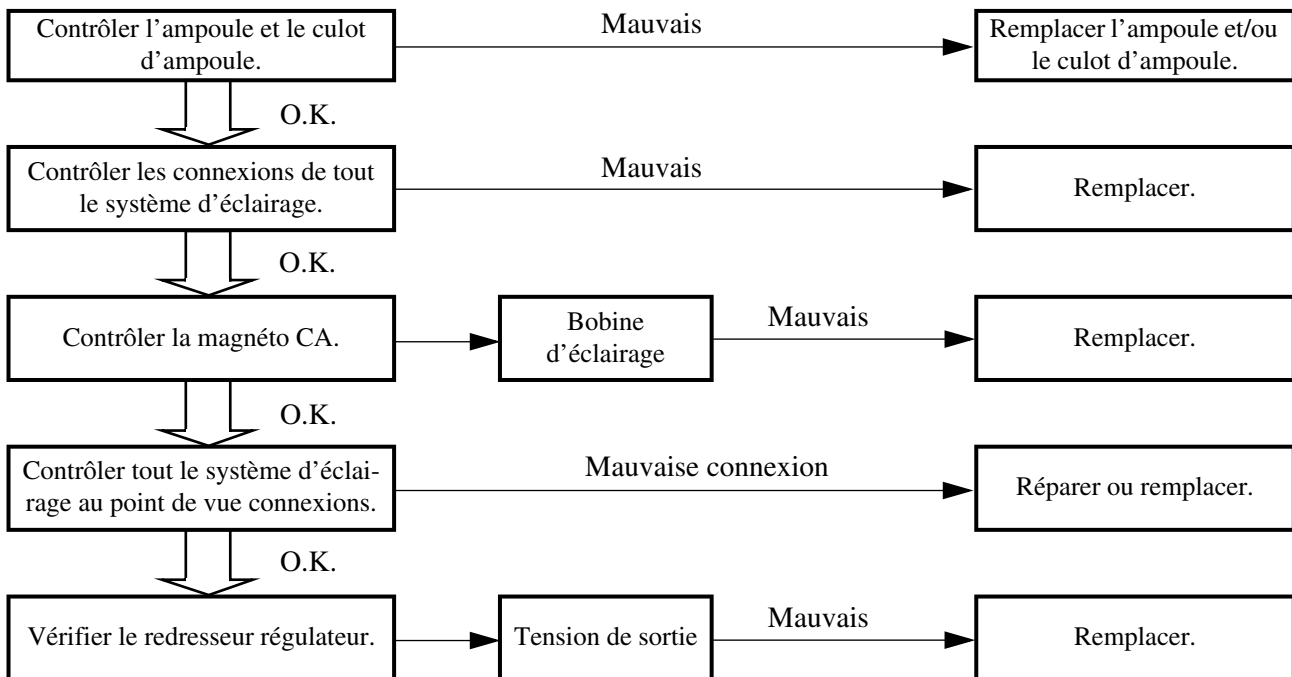 Contrôler l’ampoule et le culot
d’ampoule.
Mauvais
Remplacer l’ampoule et/ou
le culot d’ampoule.
O.K.
Contrôler les connexions de tout
le système d’éclairage.
Mauvais
Remplacer.
O.K.
Contrôler la magnéto CA.
Bobine
d’éclairage
Mauvais
Remplacer.
O.K.
Contrôler tout le système d’éclai-
rage au point de vue connexions.
Mauvaise connexion
Réparer ou remplacer.
O.K.
Vérifier le redresseur régulateur.
Tension de sortie
Mauvais
Remplacer.